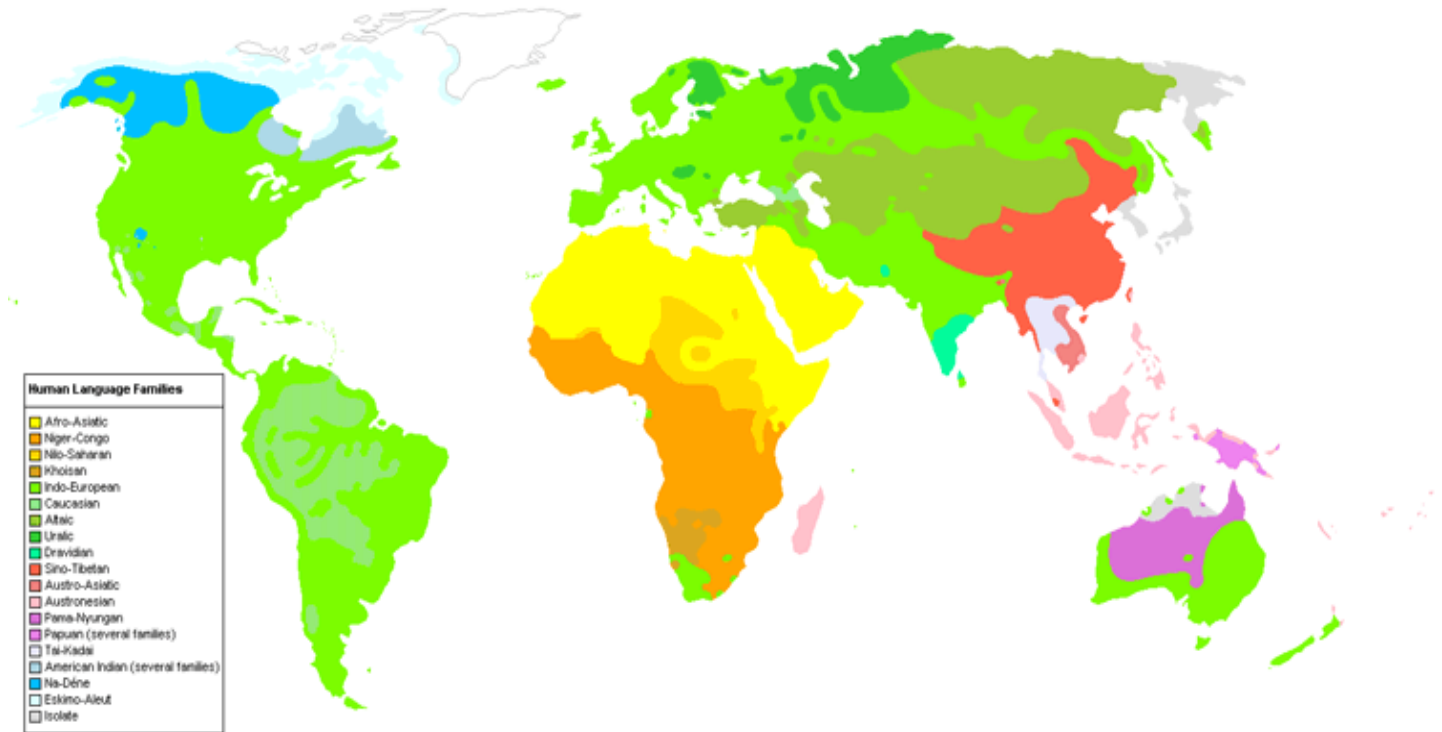 Human Language Families
Afro-Asiatic
Niger-Congo
Nilo-Saharan
Khoisan
Indo-European
Caucasian
Altaic
Uralic
Dravidian
Sino-Tibetan
Austro-Asiatic
Austronesian
Pama-Nyungan
Papuan (several families)
Tai-Kadai
American Indian (several families)
Na-Déne
Eskimo-Aleut
Isolate